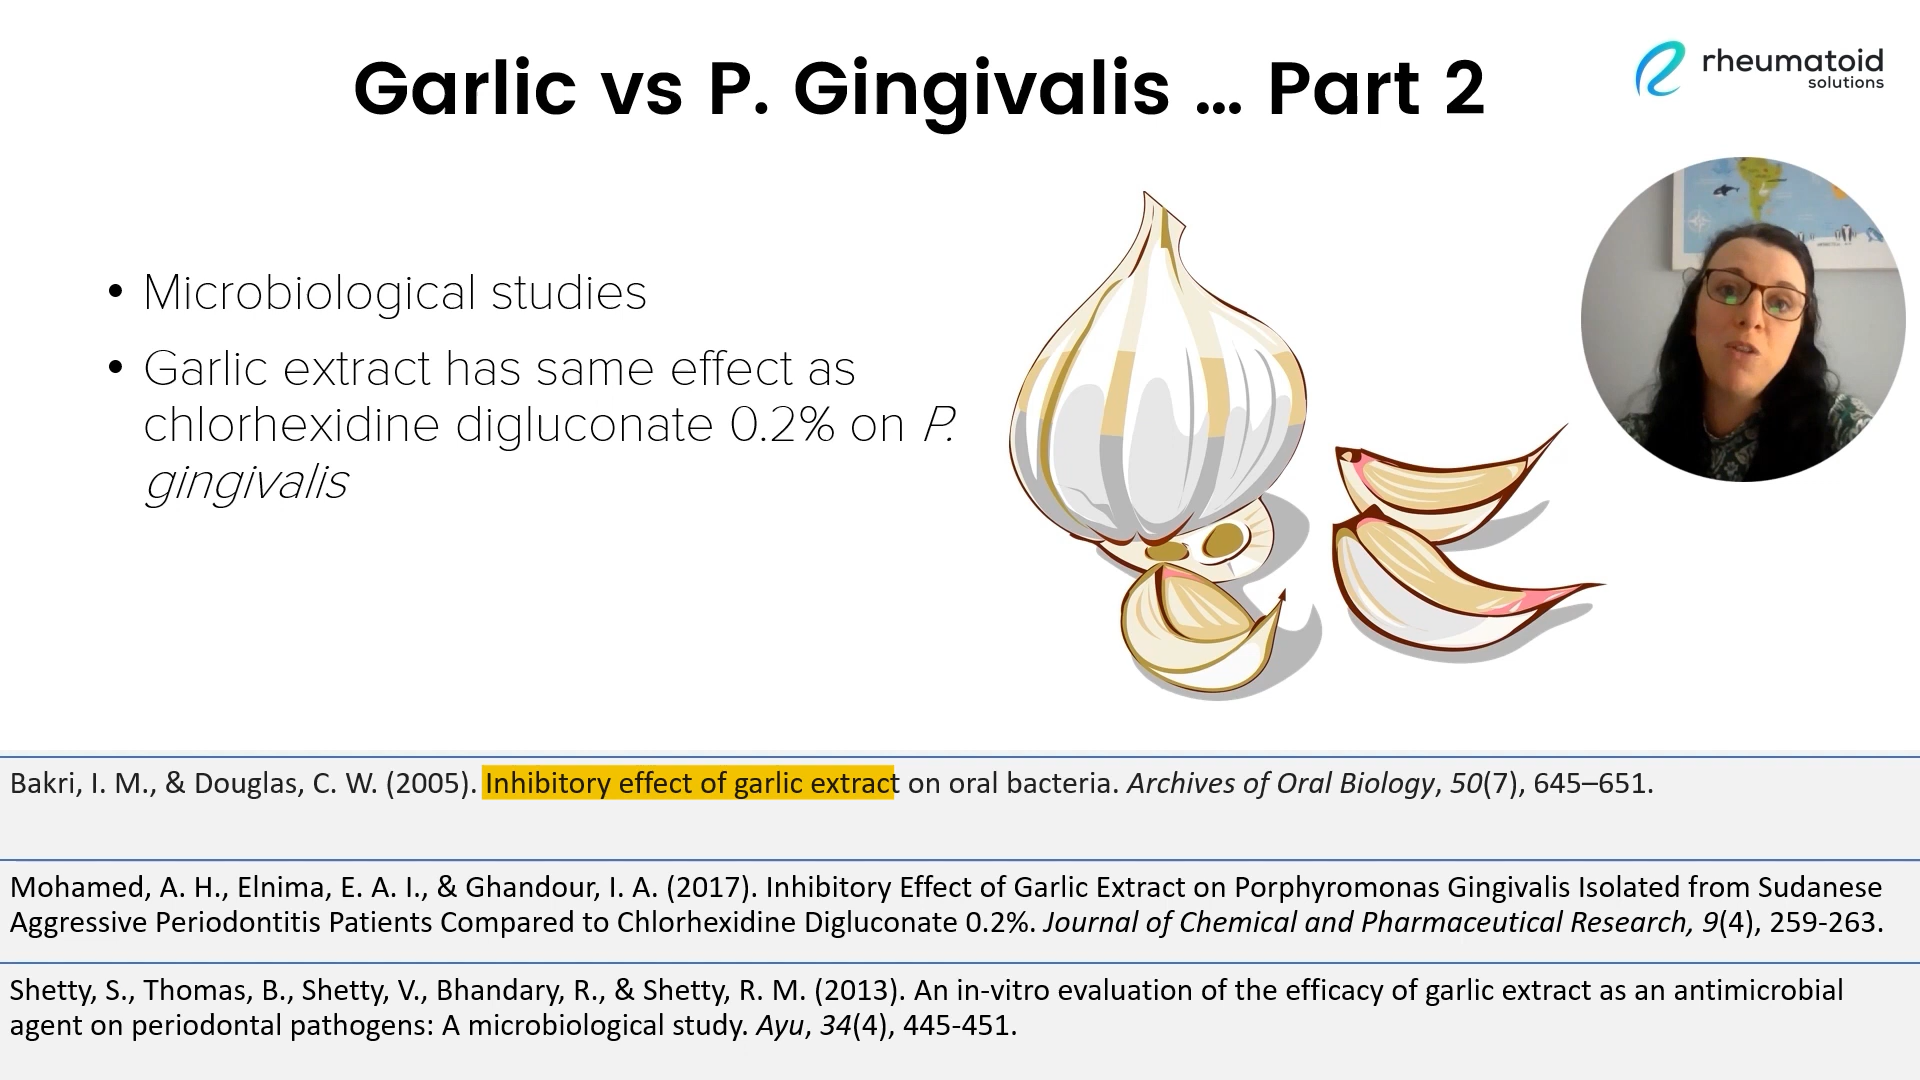 Garlic vs P. Gingivalis ... Part 2
rheumatoid
solutions
• Microbiological studies
• Garlic extract has same effect as
chlorhexidine digluconate 0.2% on P.
gingivalis
Bakri, I. M., & Douglas, C. W. (2005). Inhibitory effect of garlic extract on oral bacteria. Archives of Oral Biology, 50(7), 645–651.
Mohamed, A. H., Elnima, E. A. I., & Ghandour, I. A. (2017). Inhibitory Effect of Garlic Extract on Porphyromonas Gingivalis Isolated from Sudanese
Aggressive Periodontitis Patients Compared to Chlorhexidine Digluconate 0.2%. Journal of Chemical and Pharmaceutical Research, 9(4), 259-263.
Shetty, S., Thomas, B., Shetty, V., Bhandary, R., & Shetty, R. M. (2013). An in-vitro evaluation of the efficacy of garlic extract as an antimicrobial
agent on periodontal pathogens: A microbiological study. Ayu, 34(4), 445-451.